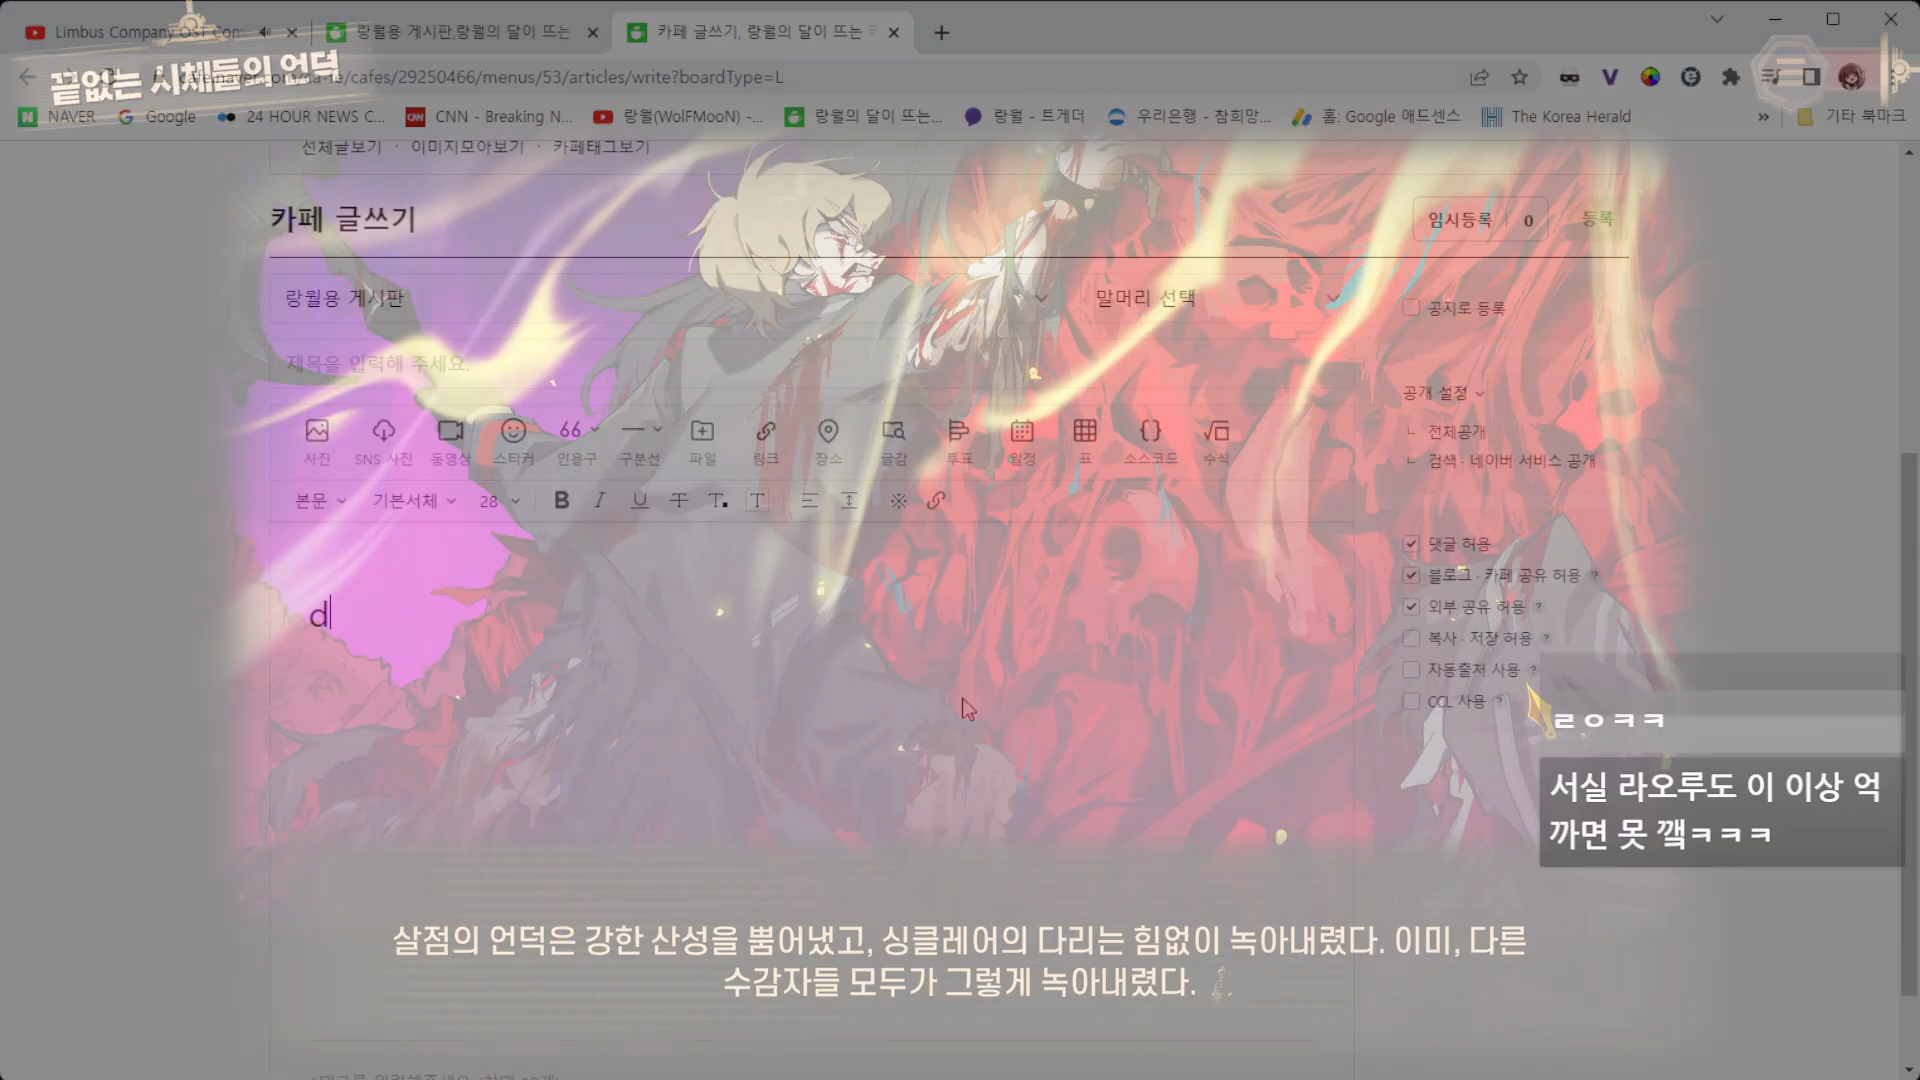 Limbus Company OST Com
랑월용 게시판,랑월의 달이 뜨는
카페 글쓰기, 랑월의 달이 뜨는 카
끝없는 시체들의 언덕
cafe.naver.com/ca-fe/cafes/29250466/menus/53/articles/write?boardType=L
NAVER
Google
24 HOUR NEWS C...
CNN - Breaking N...
랑월(WolFMooN) -...
랑월의 달이 뜨는...
랑월 - 트게더
우리은행 - 참희망...
홈: Google 애드센스
The Korea Herald
»
기타 북마크
전체글보기 · 이미지모아보기 · 카페태그보기
카페 글쓰기
임시등록 0
등록
랑월용 게시판
말머리 선택
공지로 등록
제목을 입력해 주세요.
공개 설정
전체공개
검색 · 네이버 서비스 공개
사진 SNS 사진 동영상 스티커 인용구 구분선 파일 링크 장소 글감 투표 일정 표 소스코드 수식
본문 기본서체 28 B I U T T. T
d
댓글 허용
블로그 · 카페 공유 허용 ?
외부 공유 허용 ?
복사 · 저장 허용 ?
자동출처 사용 ?
CCL 사용 ?
ㄹㅇㅋㅋ
서실 라오루도 이 이상 억
까면 못 깸ㅋㅋㅋ
살점의 언덕은 강한 산성을 뿜어냈고, 싱클레어의 다리는 힘없이 녹아내렸다. 이미, 다른
수감자들 모두가 그렇게 녹아내렸다.